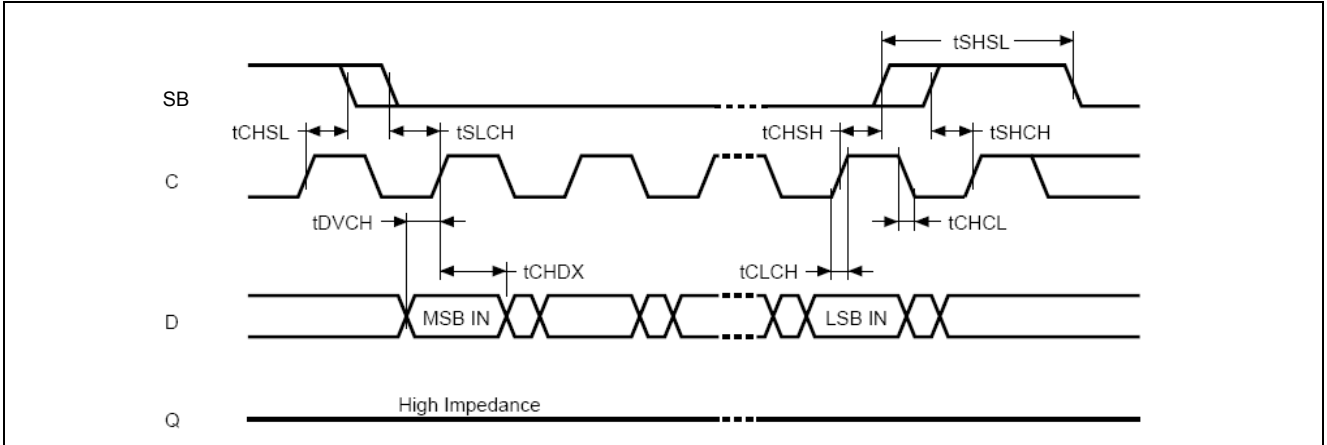 tSHSL
SB
tCHSL
tSLCH
tCHSH
tSHCH
C
tDVCH
tCHCL
tCHDX
tCLCH
D
MSB IN
LSB IN
High Impedance
Q